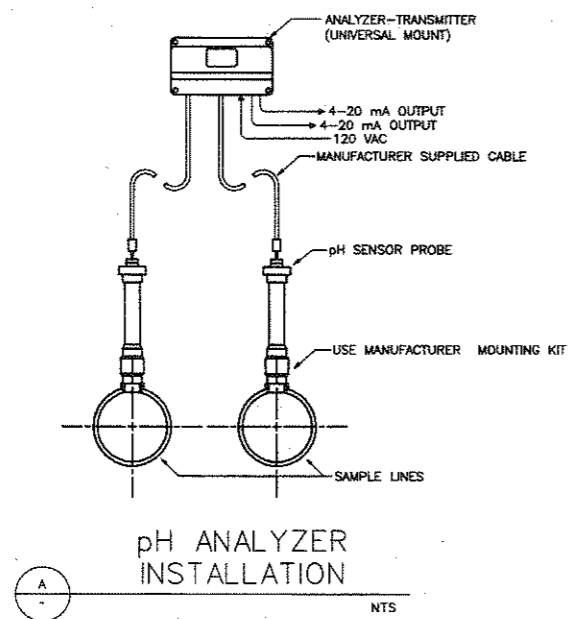 ANALYZER-TRANSMITTER
(UNIVERSAL MOUNT)
4-20 mA OUTPUT
4-20 mA OUTPUT
120 VAC
MANUFACTURER SUPPLIED CABLE
pH SENSOR PROBE
USE MANUFACTURER MOUNTING KIT
SAMPLE LINES
pH ANALYZER
INSTALLATION
A
-
NTS